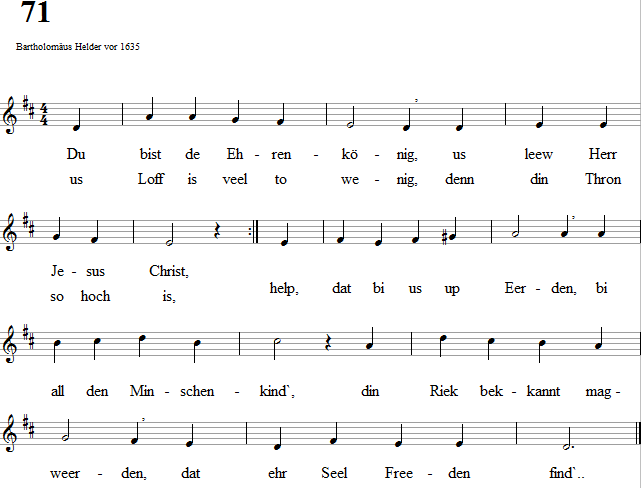 71
Bartholomäus Helder vor 1635
Du bist de Eh - ren - kö - nig, us leew Herr
us Loff is veel to we - nig, denn din Thron
Je - sus Christ,
so hoch is,
help, dat bi us up Eer - den, bi
all den Min - schen - kind`, din Riek bek - kannt mag -
weer - den, dat ehr Seel Free - den find`..